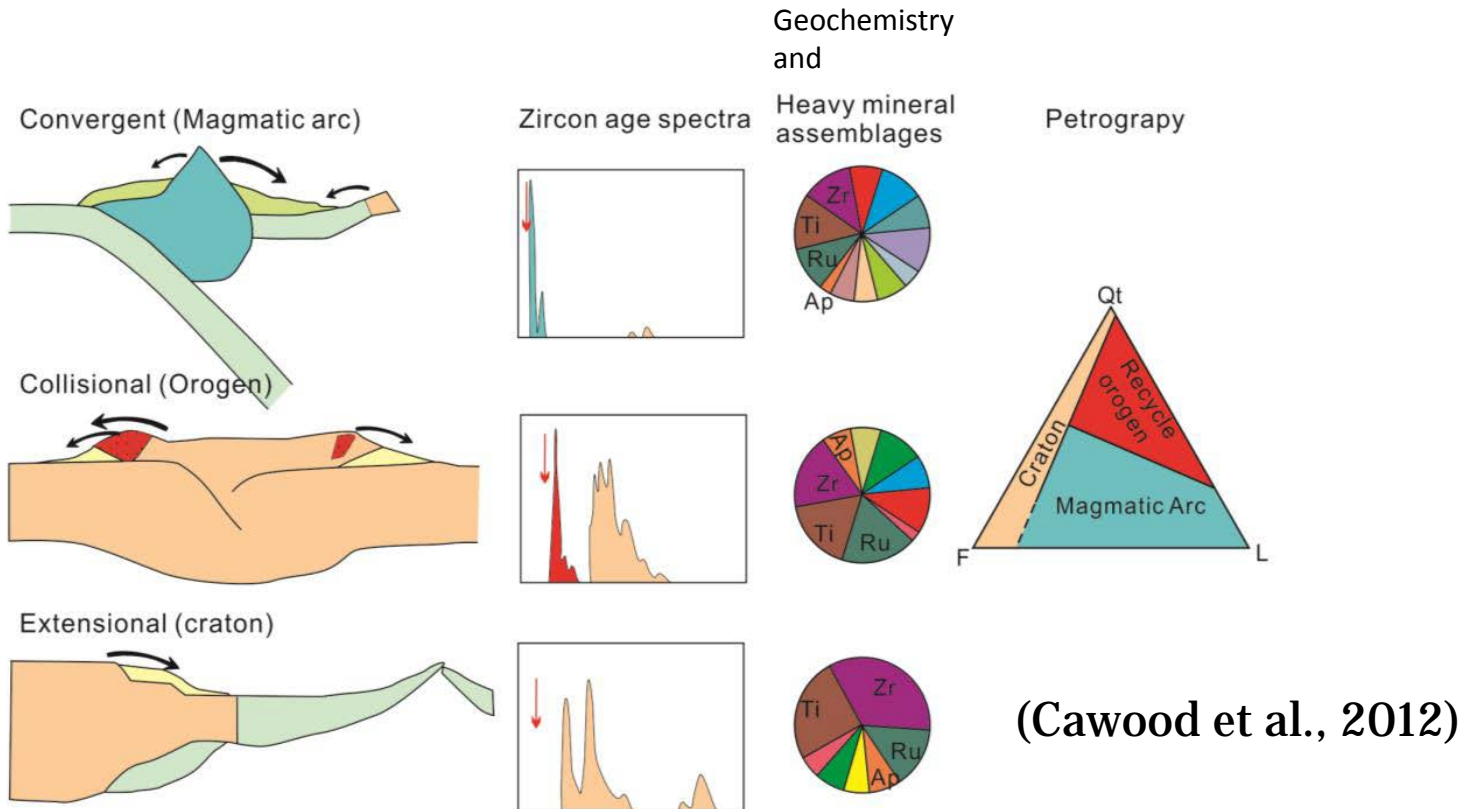 Geochemistry
and
Convergent (Magmatic arc)
Zircon age spectra
Heavy mineral
assemblages
Petrograpy
Zr
Ti
Ru
Ap
Collisional (Orogen)
Ap
Zr
Ti
Ru
Qt
Recycle
orogen
Craton
Magmatic Arc
F
L
Extensional (craton)
Zr
Ti
Ru
Ap
(Cawood et al., 2012)